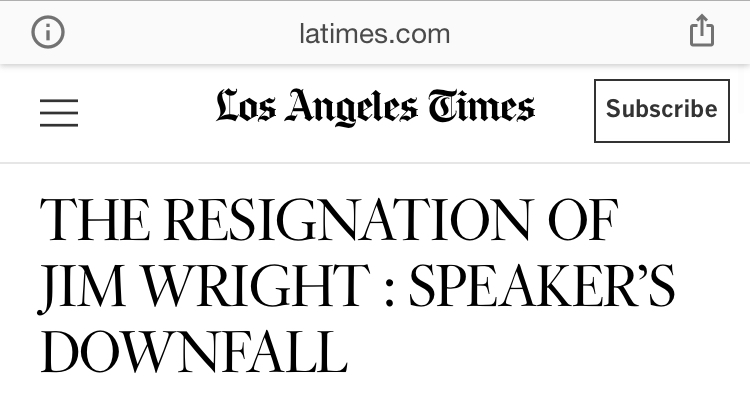 latimes.com
Los Angeles Times
Subscribe
THE RESIGNATION OF
JIM WRIGHT : SPEAKER’S
DOWNFALL